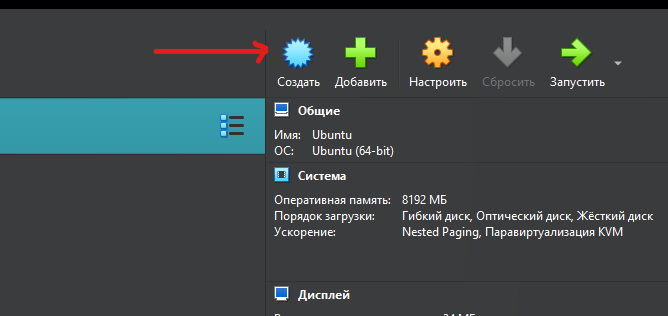 Создать Добавить Настроить Сбросить Запустить
Общие
Имя: Ubuntu
ОС: Ubuntu (64-bit)
Система
Оперативная память: 8192 МБ
Порядок загрузки: Гибкий диск, Оптический диск, Жёсткий диск
Ускорение: Nested Paging, Паравиртуализация KVM
Дисплей